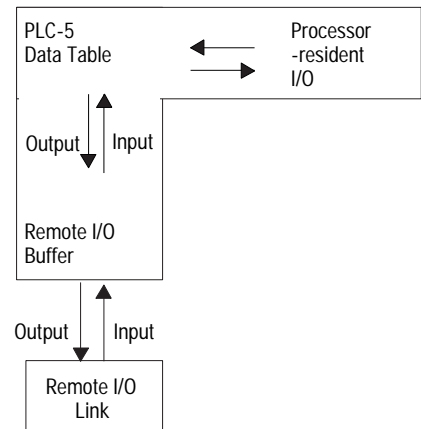 PLC-5
Data Table
Processor
-resident
I/O
Output
Input
Remote I/O
Buffer
Output
Input
Remote I/O
Link